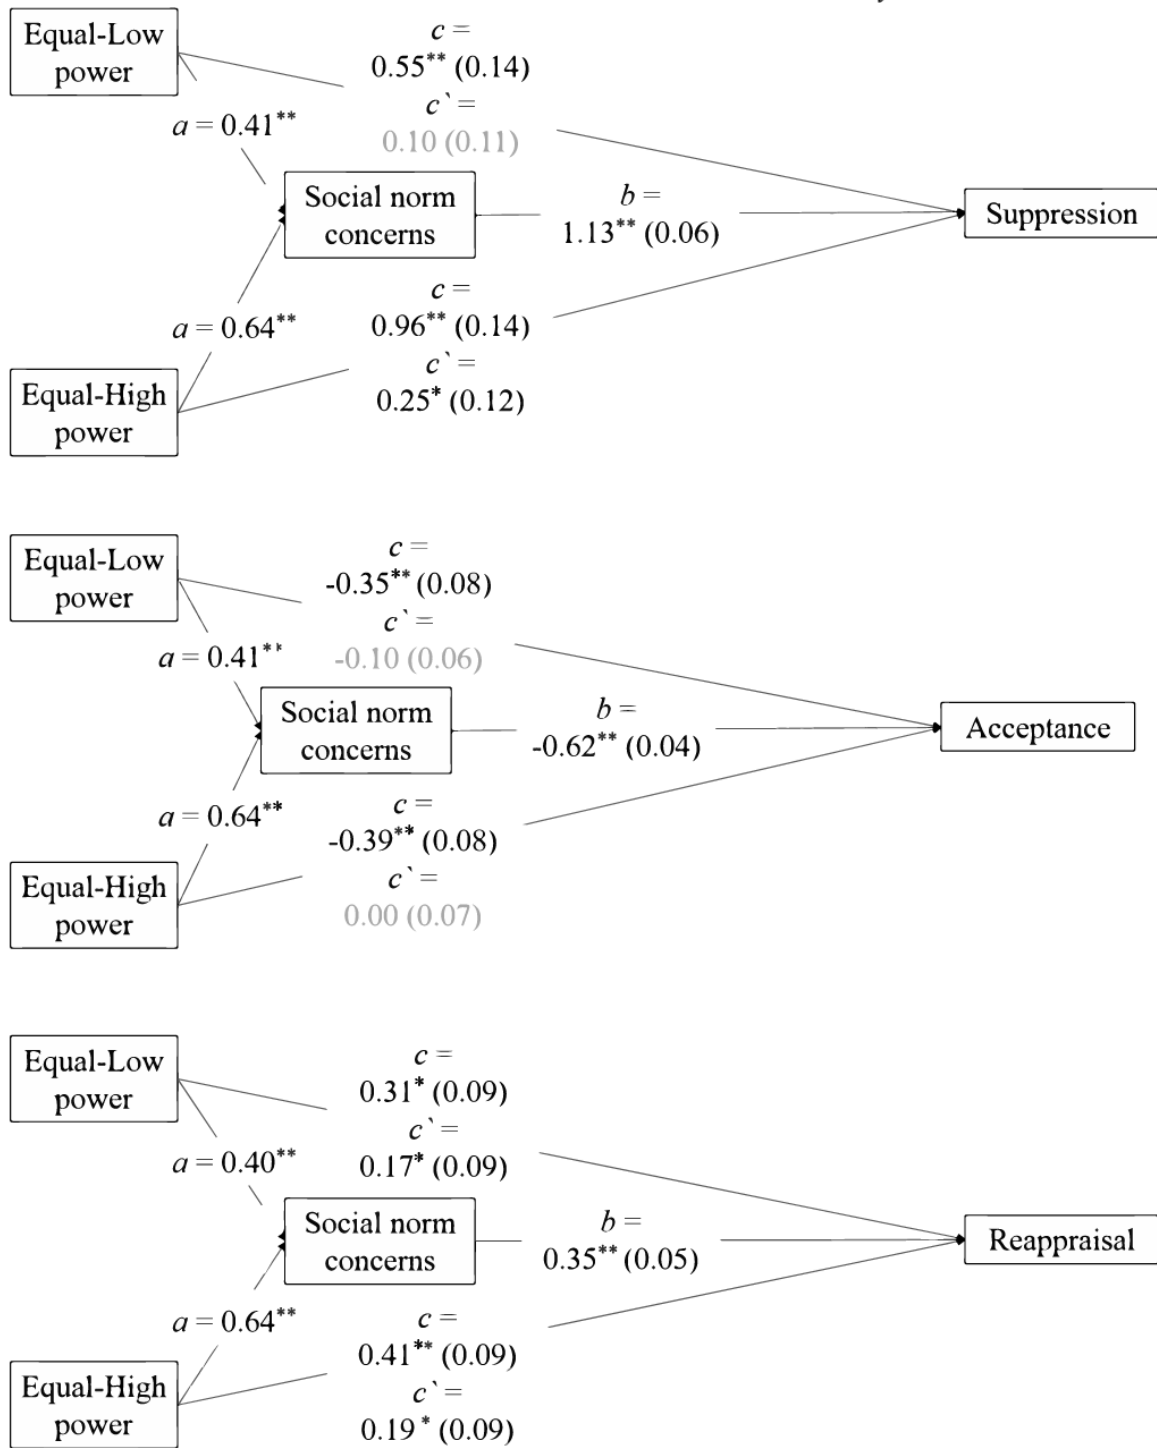 Equal-Low
power
c =
0.55** (0.14)
c` =
0.10 (0.11)
a = 0.41**
Social norm
concerns
b =
1.13** (0.06)
Suppression
a = 0.64**
c =
0.96** (0.14)
c` =
0.25* (0.12)
Equal-High
power
Equal-Low
power
c =
-0.35** (0.08)
c` =
-0.10 (0.06)
a = 0.41**
Social norm
concerns
b =
-0.62** (0.04)
Acceptance
a = 0.64**
c =
-0.39** (0.08)
c` =
0.00 (0.07)
Equal-High
power
Equal-Low
power
c =
0.31* (0.09)
c` =
0.17* (0.09)
a = 0.40**
Social norm
concerns
b =
0.35** (0.05)
Reappraisal
a = 0.64**
c =
0.41** (0.09)
c` =
0.19 * (0.09)
Equal-High
power